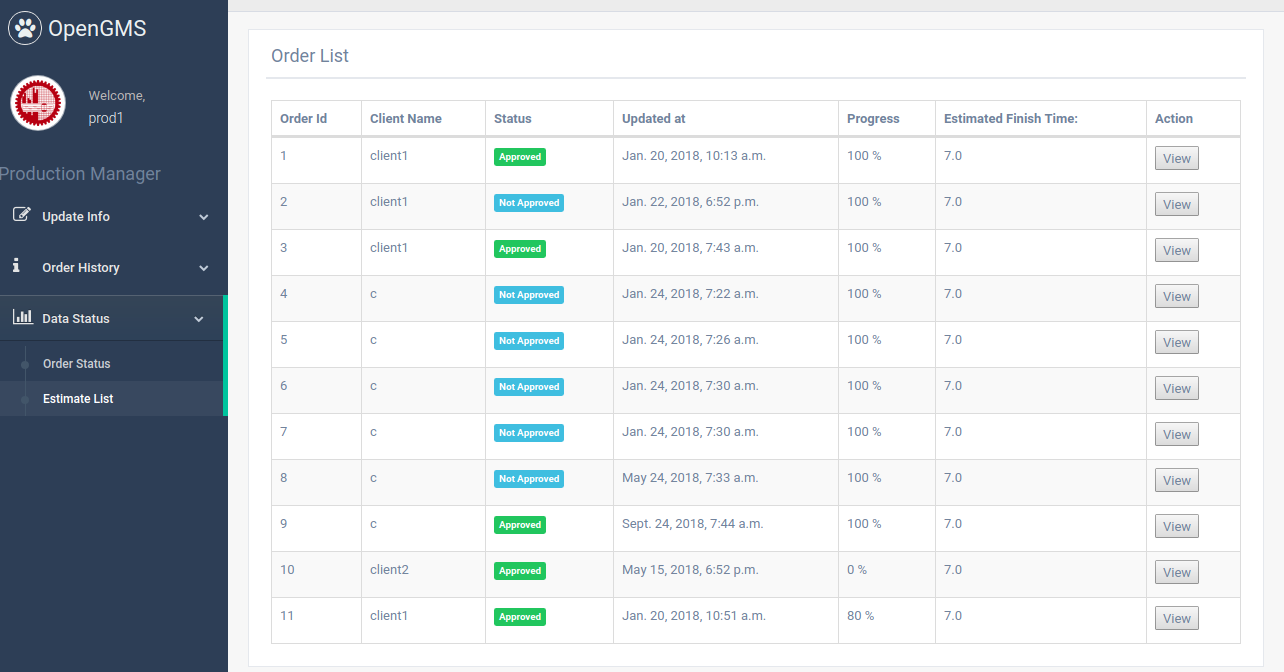 OpenGMS
Welcome,
prod1
Production Manager
Update Info
Order History
Data Status
Order Status
Estimate List
Order List
Order Id Client Name Status Updated at Progress Estimated Finish Time: Action
1 client1 Approved Jan. 20, 2018, 10:13 a.m. 100 % 7.0 View
2 client1 Not Approved Jan. 22, 2018, 6:52 p.m. 100 % 7.0 View
3 client1 Approved Jan. 20, 2018, 7:43 a.m. 100 % 7.0 View
4 c Not Approved Jan. 24, 2018, 7:22 a.m. 100 % 7.0 View
5 c Not Approved Jan. 24, 2018, 7:26 a.m. 100 % 7.0 View
6 c Not Approved Jan. 24, 2018, 7:30 a.m. 100 % 7.0 View
7 c Not Approved Jan. 24, 2018, 7:30 a.m. 100 % 7.0 View
8 c Not Approved May 24, 2018, 7:33 a.m. 100 % 7.0 View
9 c Approved Sept. 24, 2018, 7:44 a.m. 100 % 7.0 View
10 client2 Approved May 15, 2018, 6:52 p.m. 0 % 7.0 View
11 client1 Approved Jan. 20, 2018, 10:51 a.m. 80 % 7.0 View